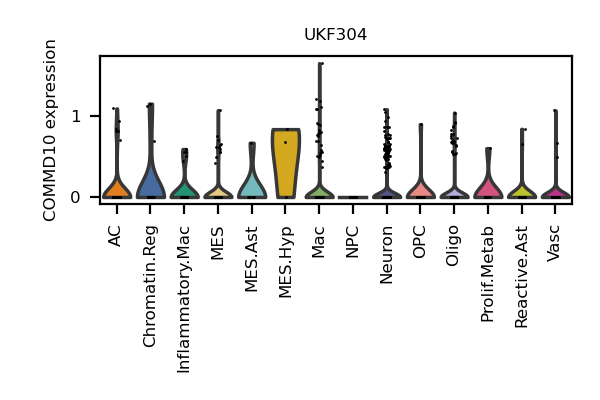 UKF304
COMMD10 expression
1
0
AC
Chromatin.Reg
Inflammatory.Mac
MES
MES.Ast
MES.Hyp
Mac
NPC
Neuron
OPC
Oligo
Prolif.Metab
Reactive.Ast
Vasc